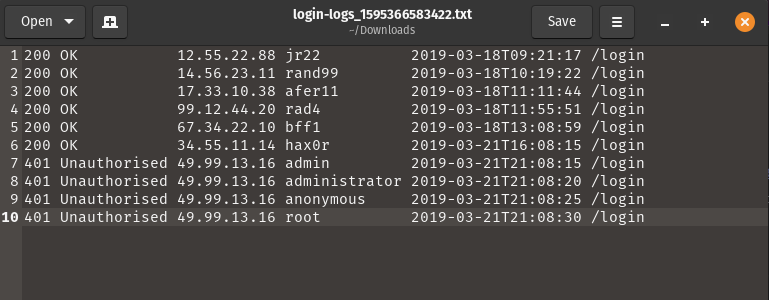 Open
login-logs_1595366583422.txt
~/Downloads
Save
1 200 OK           12.55.22.88 jr22          2019-03-18T09:21:17 /login
2 200 OK           14.56.23.11 rand99        2019-03-18T10:19:22 /login
3 200 OK           17.33.10.38 afer11        2019-03-18T11:11:44 /login
4 200 OK           99.12.44.20 rad4          2019-03-18T11:55:51 /login
5 200 OK           67.34.22.10 bff1          2019-03-18T13:08:59 /login
6 200 OK           34.55.11.14 hax0r         2019-03-21T16:08:15 /login
7 401 Unauthorised 49.99.13.16 admin         2019-03-21T21:08:15 /login
8 401 Unauthorised 49.99.13.16 administrator 2019-03-21T21:08:20 /login
9 401 Unauthorised 49.99.13.16 anonymous     2019-03-21T21:08:25 /login
10 401 Unauthorised 49.99.13.16 root          2019-03-21T21:08:30 /login